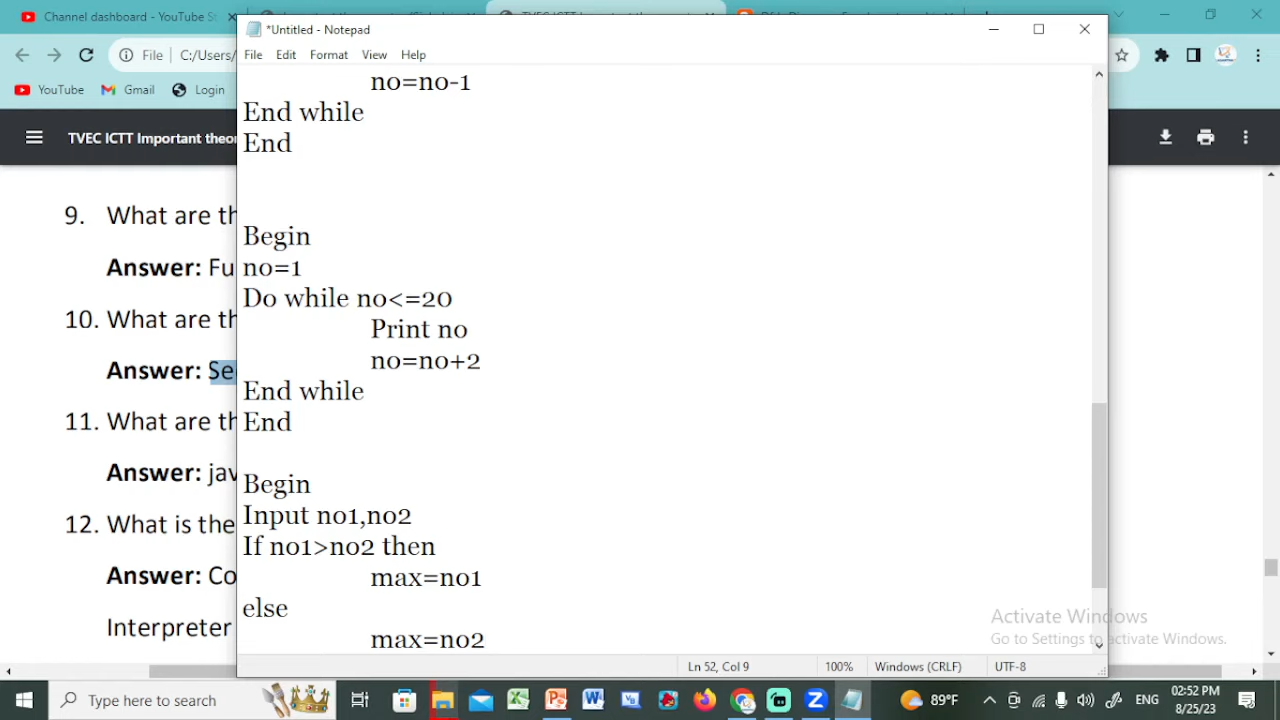 Channel dashboard - YouTube S
*Untitled - Notepad
File Edit Format View Help
File C:/Users/
YouTube Gmail Login
TVEC ICTT Important theor
no=no-1
End while
End
Begin
no=1
Do while no<=20
Print no
no=no+2
End while
End
Begin
Input no1,no2
If no1>no2 then
max=no1
else
max=no2
9. What are th
Answer: Fu
10. What are th
Answer: Se
11. What are th
Answer: jav
12. What is the
Answer: Co
Interpreter
Activate Windows
Go to Settings to activate Windows.
Ln 52, Col 9 100% Windows (CRLF) UTF-8
Type here to search
89°F
ENG
02:52 PM
8/25/23